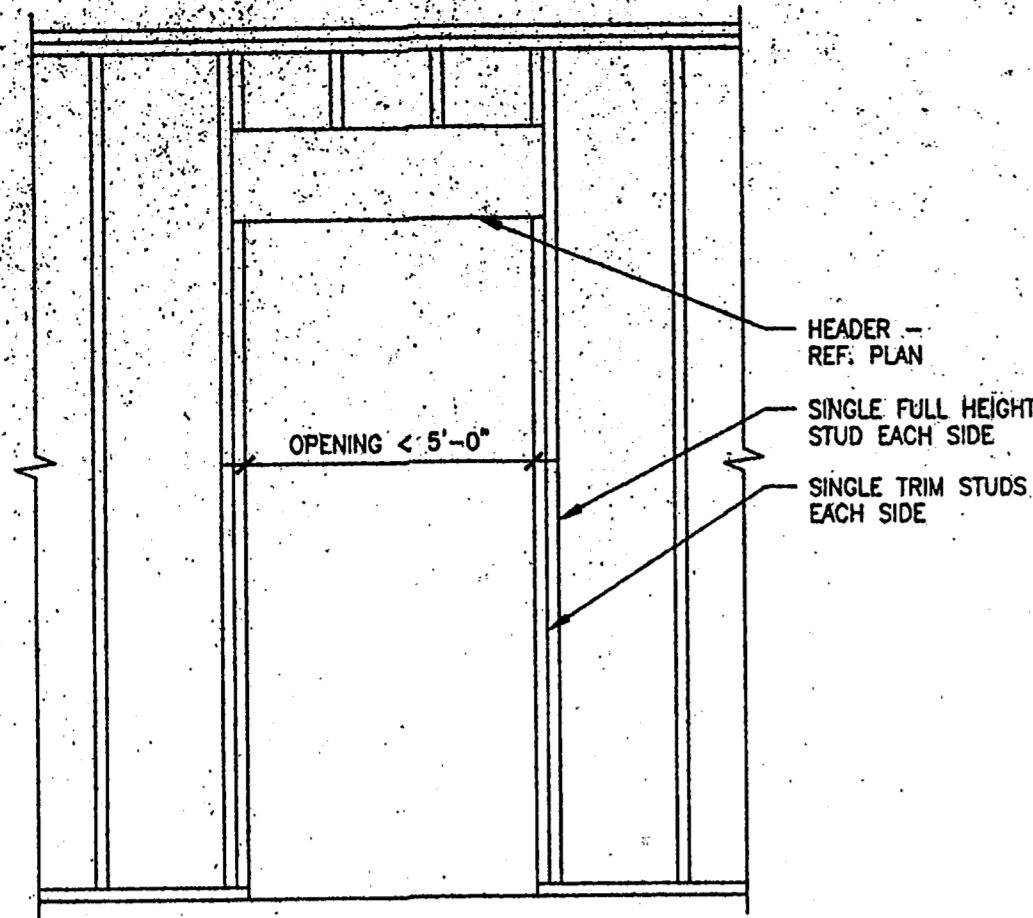 HEADER –
REF. PLAN
SINGLE FULL HEIGHT
STUD EACH SIDE
OPENING < 5'-0"
SINGLE TRIM STUDS
EACH SIDE